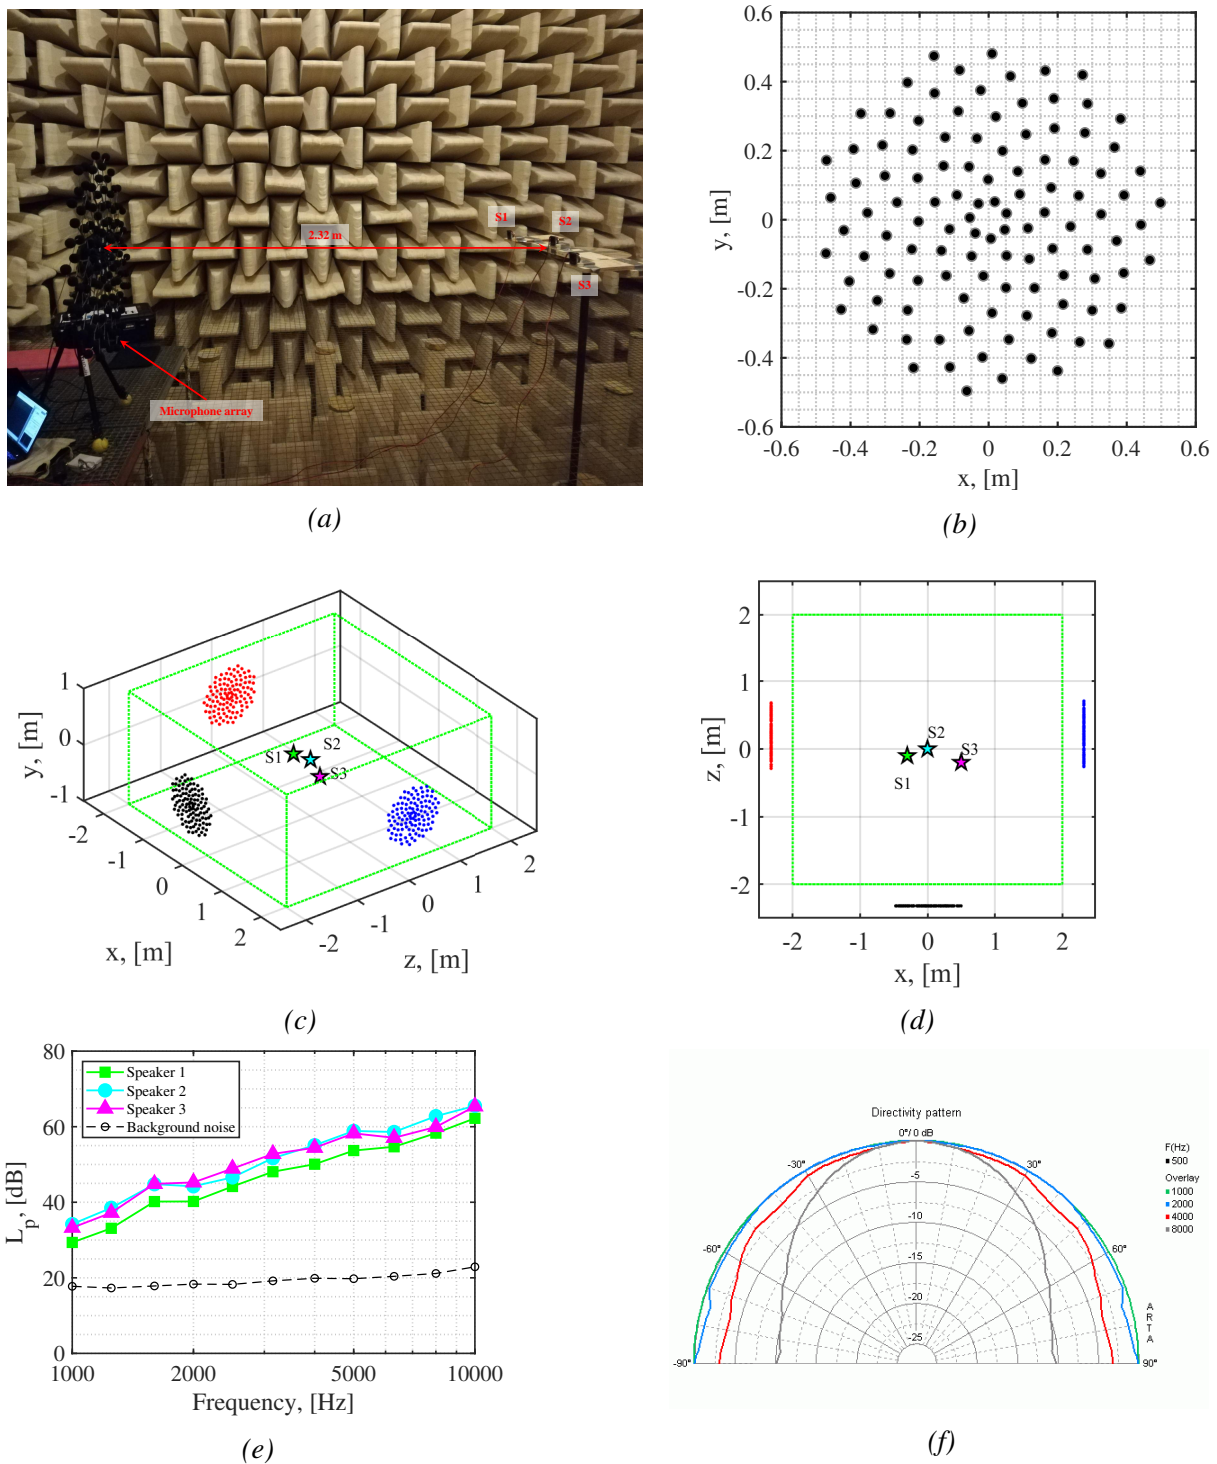 S1
S2
2.32 m
S3
Microphone array
(a)
0.6
0.4
0.2
0
-0.2
-0.4
-0.6
y, [m]
-0.6 -0.4 -0.2 0 0.2 0.4 0.6
x, [m]
(b)
1
0
-1
y, [m]
S1
S2
S3
-2
-1
0
1
2
x, [m]
-2
-1
0
1
2
z, [m]
(c)
2
1
0
-1
-2
z, [m]
S2
S3
S1
-2 -1 0 1 2
x, [m]
(d)
80
60
40
20
0
L_p, [dB]
Speaker 1
Speaker 2
Speaker 3
Background noise
1000 2000 5000 10000
Frequency, [Hz]
(e)
Directivity pattern
0°/ 0 dB
-30° 30°
-60° 60°
-90° 90°
-5
-10
-15
-20
-25
F(Hz)
500
Overlay
1000
2000
4000
8000
A
R
T
A
(f)